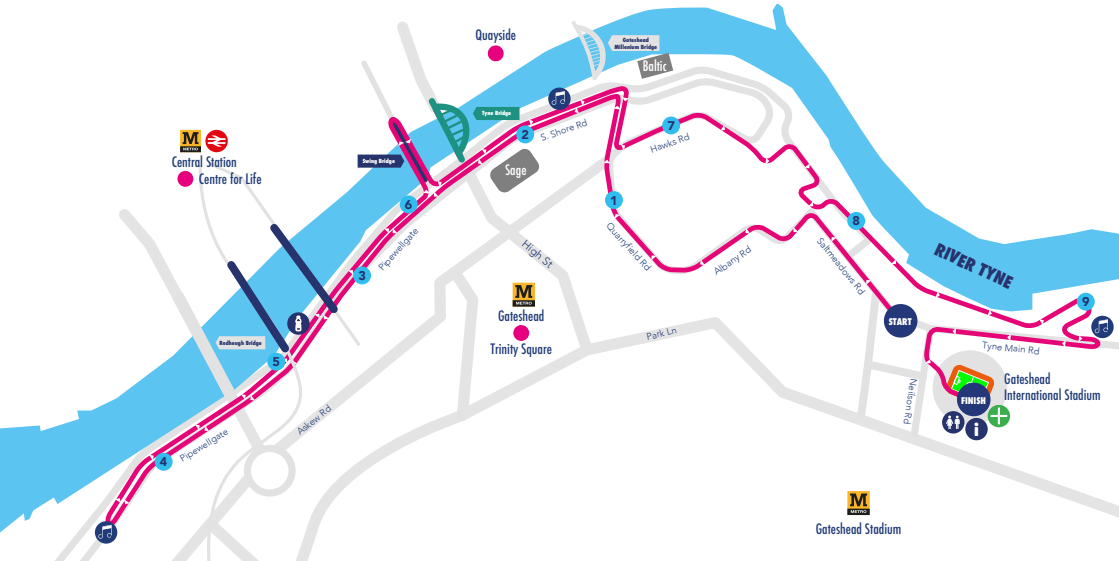 Quayside
Gateshead
Millenium Bridge
Baltic
Tyne Bridge
2
S. Shore Rd
7
Hawks Rd
M
METRO
Central Station
Centre for Life
Swing Bridge
Sage
6
1
8
Pipewellgate
High St
Quarryfield Rd
Albany Rd
Saltmeadows Rd
RIVER TYNE
3
M
METRO
Gateshead
Trinity Square
START
9
Redheugh Bridge
5
Park Ln
Tyne Main Rd
Gateshead
International Stadium
FINISH
Neilson Rd
i
Askew Rd
4
Pipewellgate
M
METRO
Gateshead Stadium